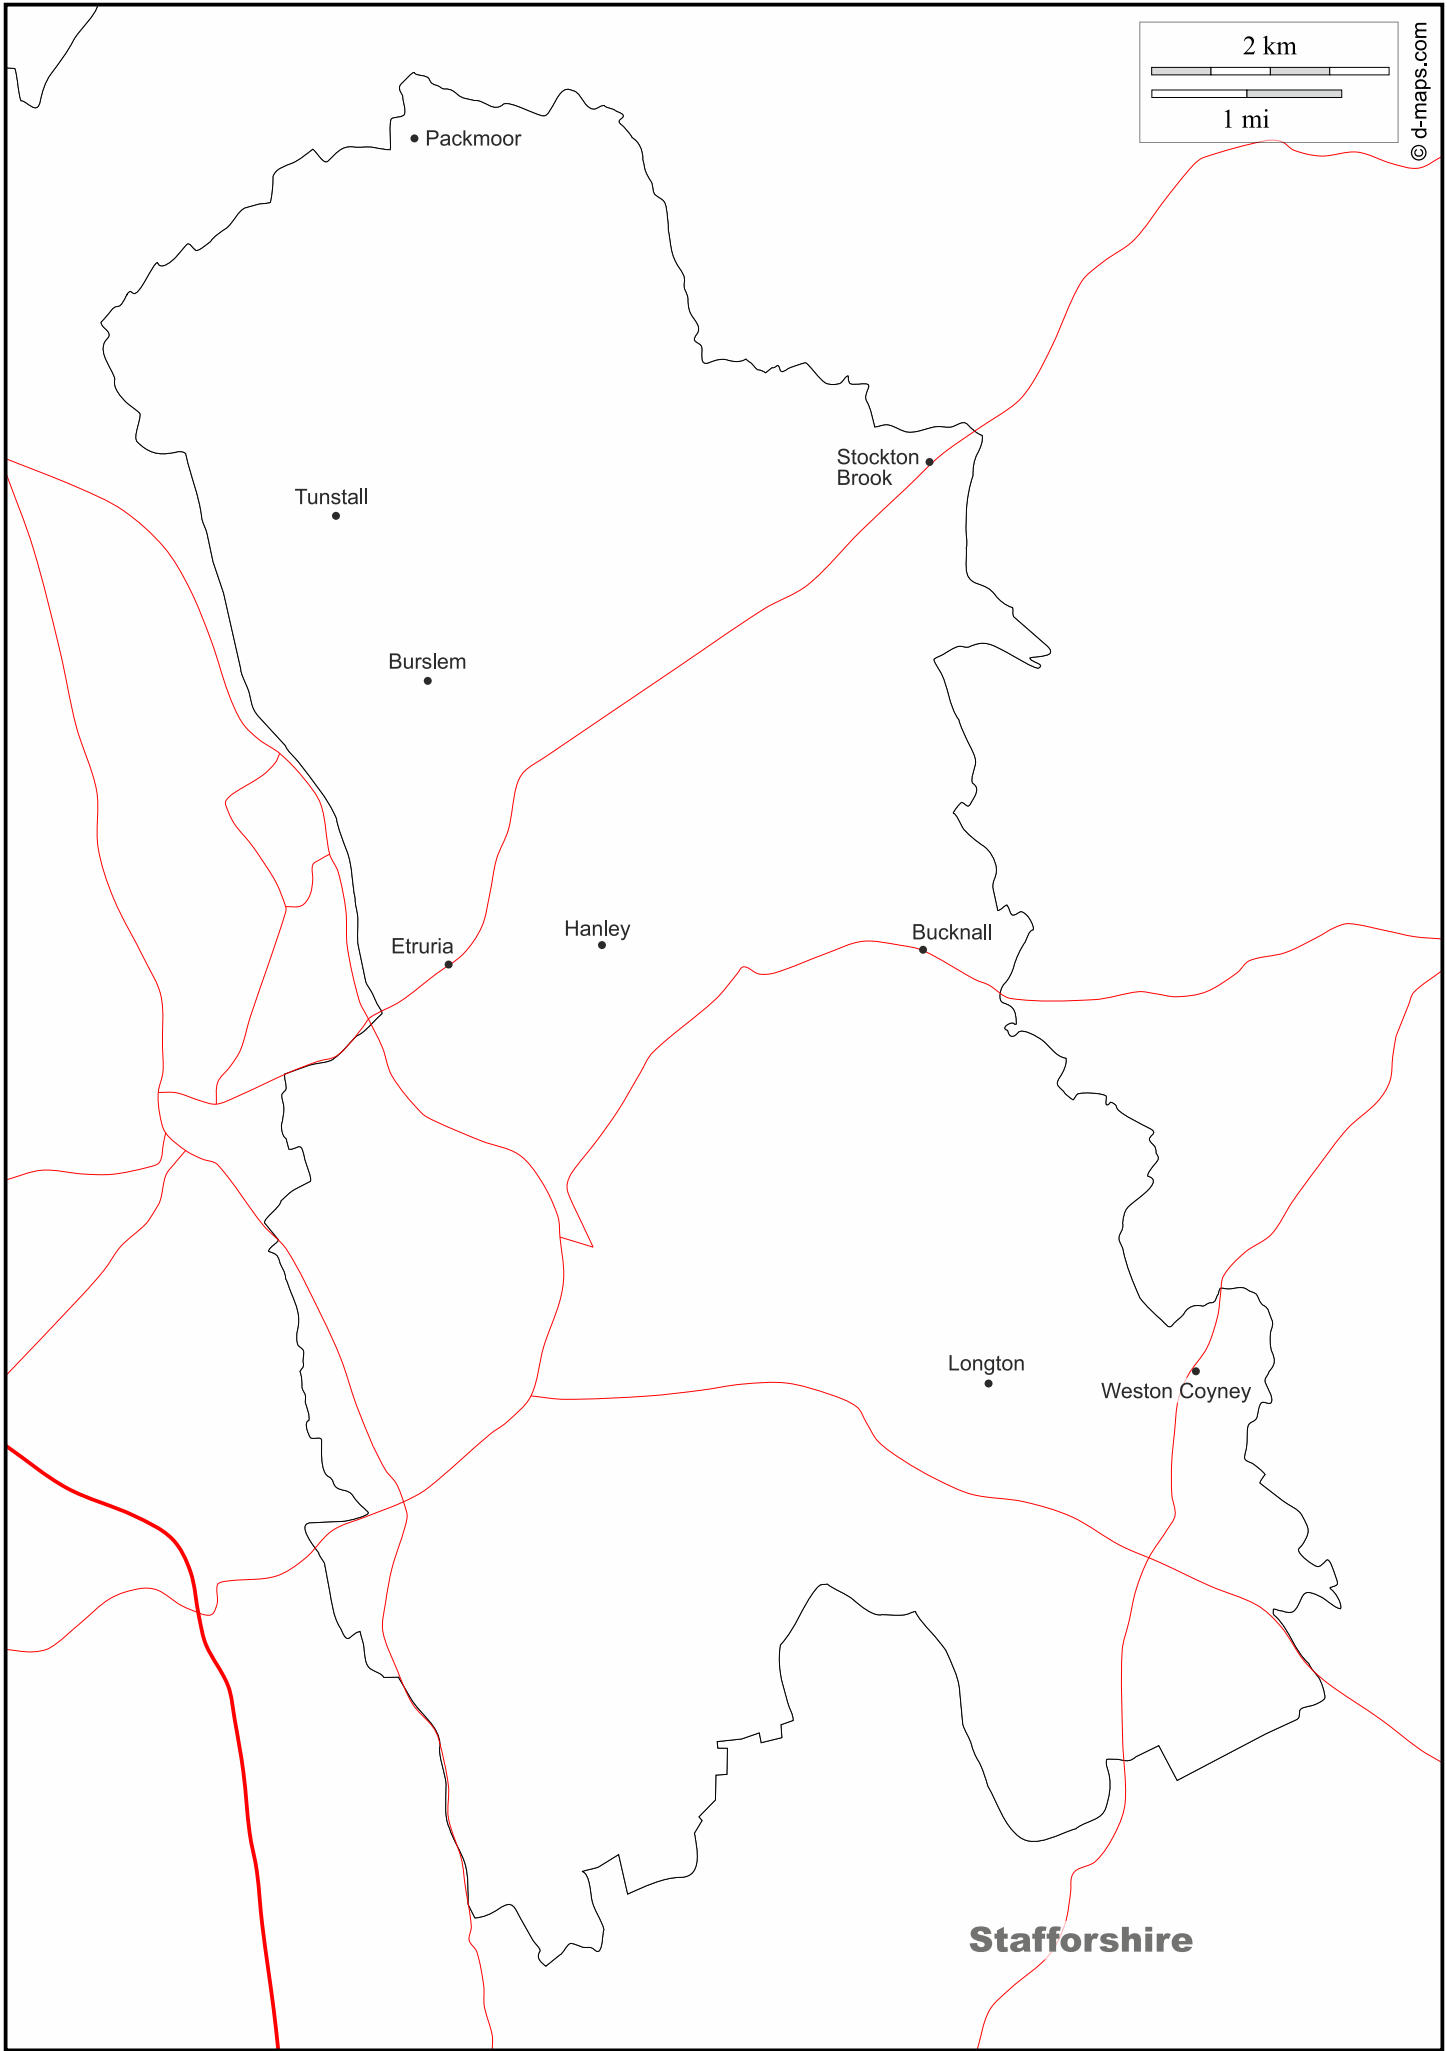 2 km
1 mi
© d-maps.com
Packmoor
Stockton
Brook
Tunstall
Burslem
Etruria
Hanley
Bucknall
Longton
Weston Coyney
Stafforshire